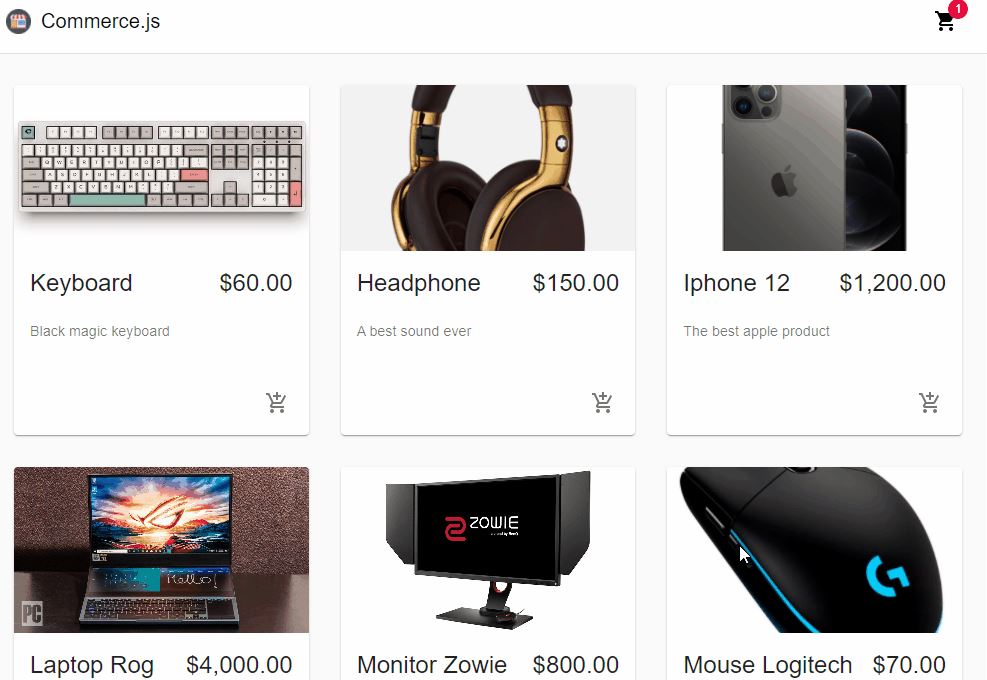 Commerce.js
1
Keyboard $60.00
Black magic keyboard
Headphone $150.00
A best sound ever
Iphone 12 $1,200.00
The best apple product
Hello!
PC
Laptop Rog $4,000.00
ZOWIE
Monitor Zowie $800.00
G
Mouse Logitech $70.00